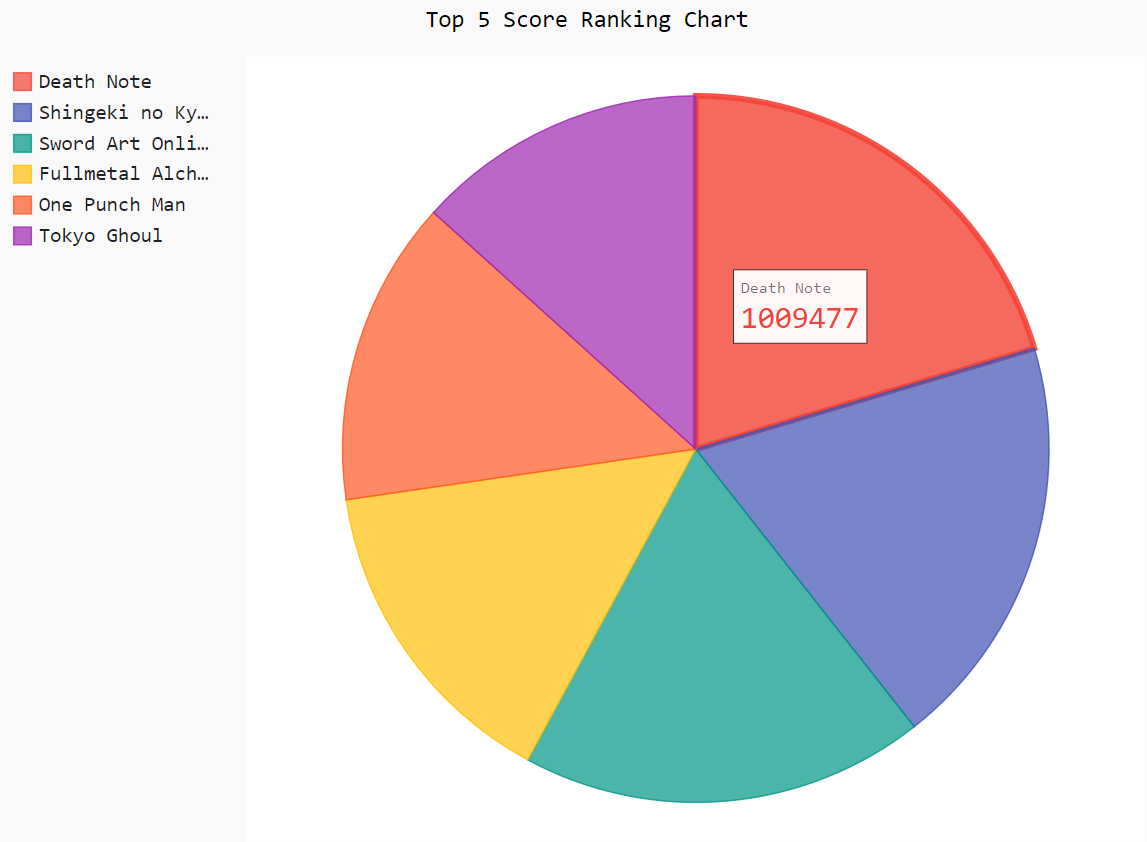 Top 5 Score Ranking Chart
Death Note
Shingeki no Ky…
Sword Art Onli…
Fullmetal Alch…
One Punch Man
Tokyo Ghoul
Death Note
1009477